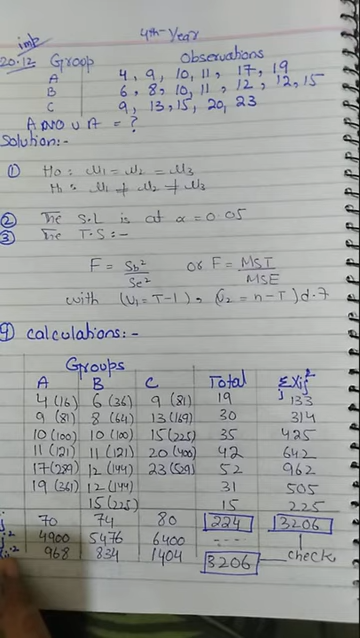 imp 4th-Year
20.12 Group Observations
A 4, 9, 10, 11, 17, 19
B 6, 8, 10, 11, 12, 12, 15
C 9, 13, 15, 20, 23
ANOVA = ?
Solution:-
① H₀: μ₁ = μ₂ = μ₃
H₁: μ₁ ≠ μ₂ ≠ μ₃
② The S.L is at α = 0.05
③ The T.S:-
F = Sb²/Se² or F = MST/MSE
with (υ₁ = T-1), (υ₂ = n-T) d.f
④ calculations:-
Groups
A B C Total ΣXij²
4 (16) 6 (36) 9 (81) 19 133
9 (81) 8 (64) 13 (169) 30 314
10 (100) 10 (100) 15 (225) 35 425
11 (121) 11 (121) 20 (400) 42 642
17 (289) 12 (144) 23 (529) 52 962
19 (361) 12 (144) 31 505
15 (225) 15 225
70 74 80 224 3206
4900 5476 6400 ----
968 834 1404 3206 check